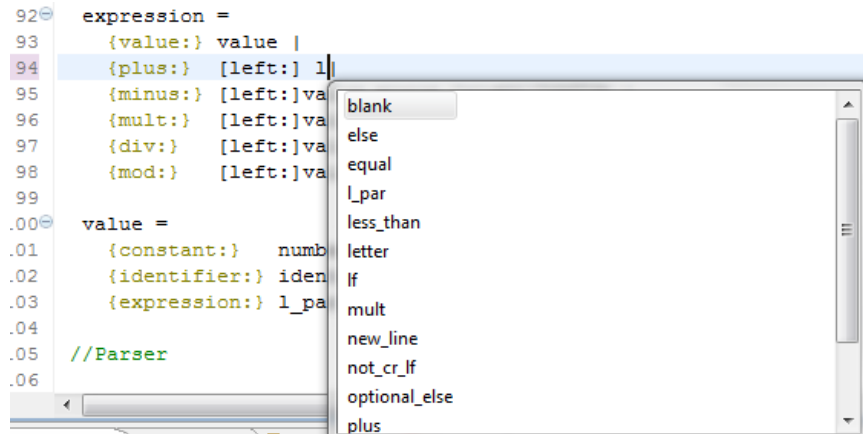 92 expression =
93 {value:} value |
94 {plus:} [left:] l|
95 {minus:} [left:]va
96 {mult:} [left:]va
97 {div:} [left:]va
98 {mod:} [left:]va
99
.00 value =
.01 {constant:} numb
.02 {identifier:} iden
.03 {expression:} l_pa
.04
.05 //Parser
.06
blank
else
equal
l_par
less_than
letter
lf
mult
new_line
not_cr_lf
optional_else
plus